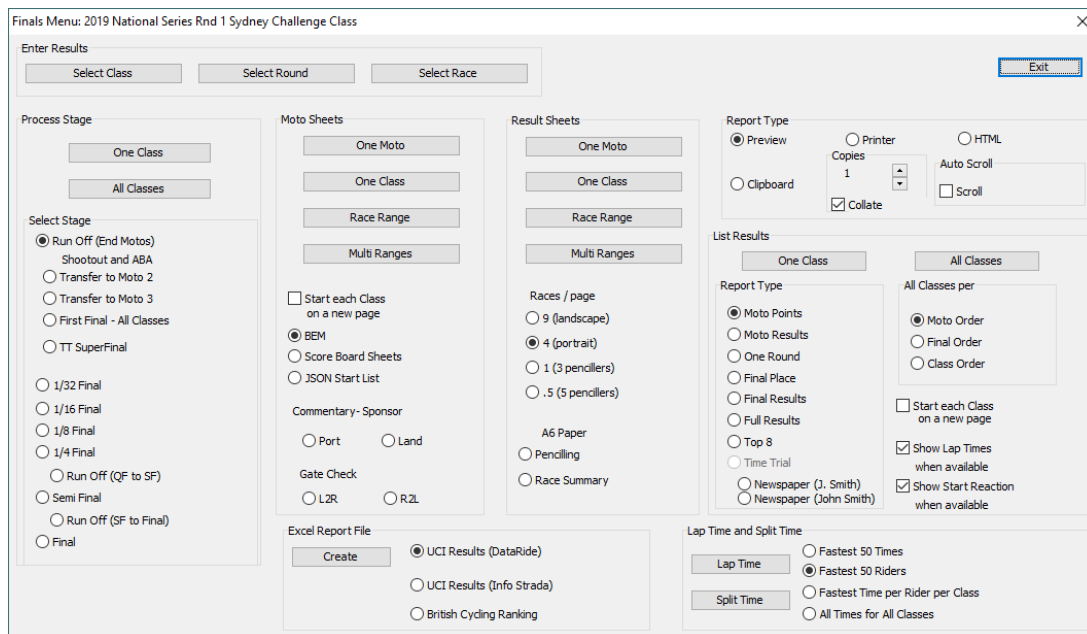 Finals Menu: 2019 National Series Rnd 1 Sydney Challenge Class
Enter Results
Select Class
Select Round
Select Race
Exit
Process Stage
One Class
All Classes
Select Stage
Run Off (End Motos)
Shootout and ABA
Transfer to Moto 2
Transfer to Moto 3
First Final - All Classes
TT SuperFinal
1/32 Final
1/16 Final
1/8 Final
1/4 Final
Run Off (QF to SF)
Semi Final
Run Off (SF to Final)
Final
Moto Sheets
One Moto
One Class
Race Range
Multi Ranges
Start each Class
on a new page
BEM
Score Board Sheets
JSON Start List
Commentary- Sponsor
Port
Land
Gate Check
L2R
R2L
Result Sheets
One Moto
One Class
Race Range
Multi Ranges
Races / page
9 (landscape)
4 (portrait)
1 (3 pencillers)
.5 (5 pencillers)
A6 Paper
Pencilling
Race Summary
Report Type
Preview
Printer
HTML
Clipboard
Copies
1
Collate
Auto Scroll
Scroll
List Results
One Class
All Classes
Report Type
Moto Points
Moto Results
One Round
Final Place
Final Results
Full Results
Top 8
Time Trial
Newspaper (J. Smith)
Newspaper (John Smith)
All Classes per
Moto Order
Final Order
Class Order
Start each Class
on a new page
Show Lap Times
when available
Show Start Reaction
when available
Excel Report File
Create
UCI Results (DataRide)
UCI Results (Info Strada)
British Cycling Ranking
Lap Time and Split Time
Lap Time
Split Time
Fastest 50 Times
Fastest 50 Riders
Fastest Time per Rider per Class
All Times for All Classes